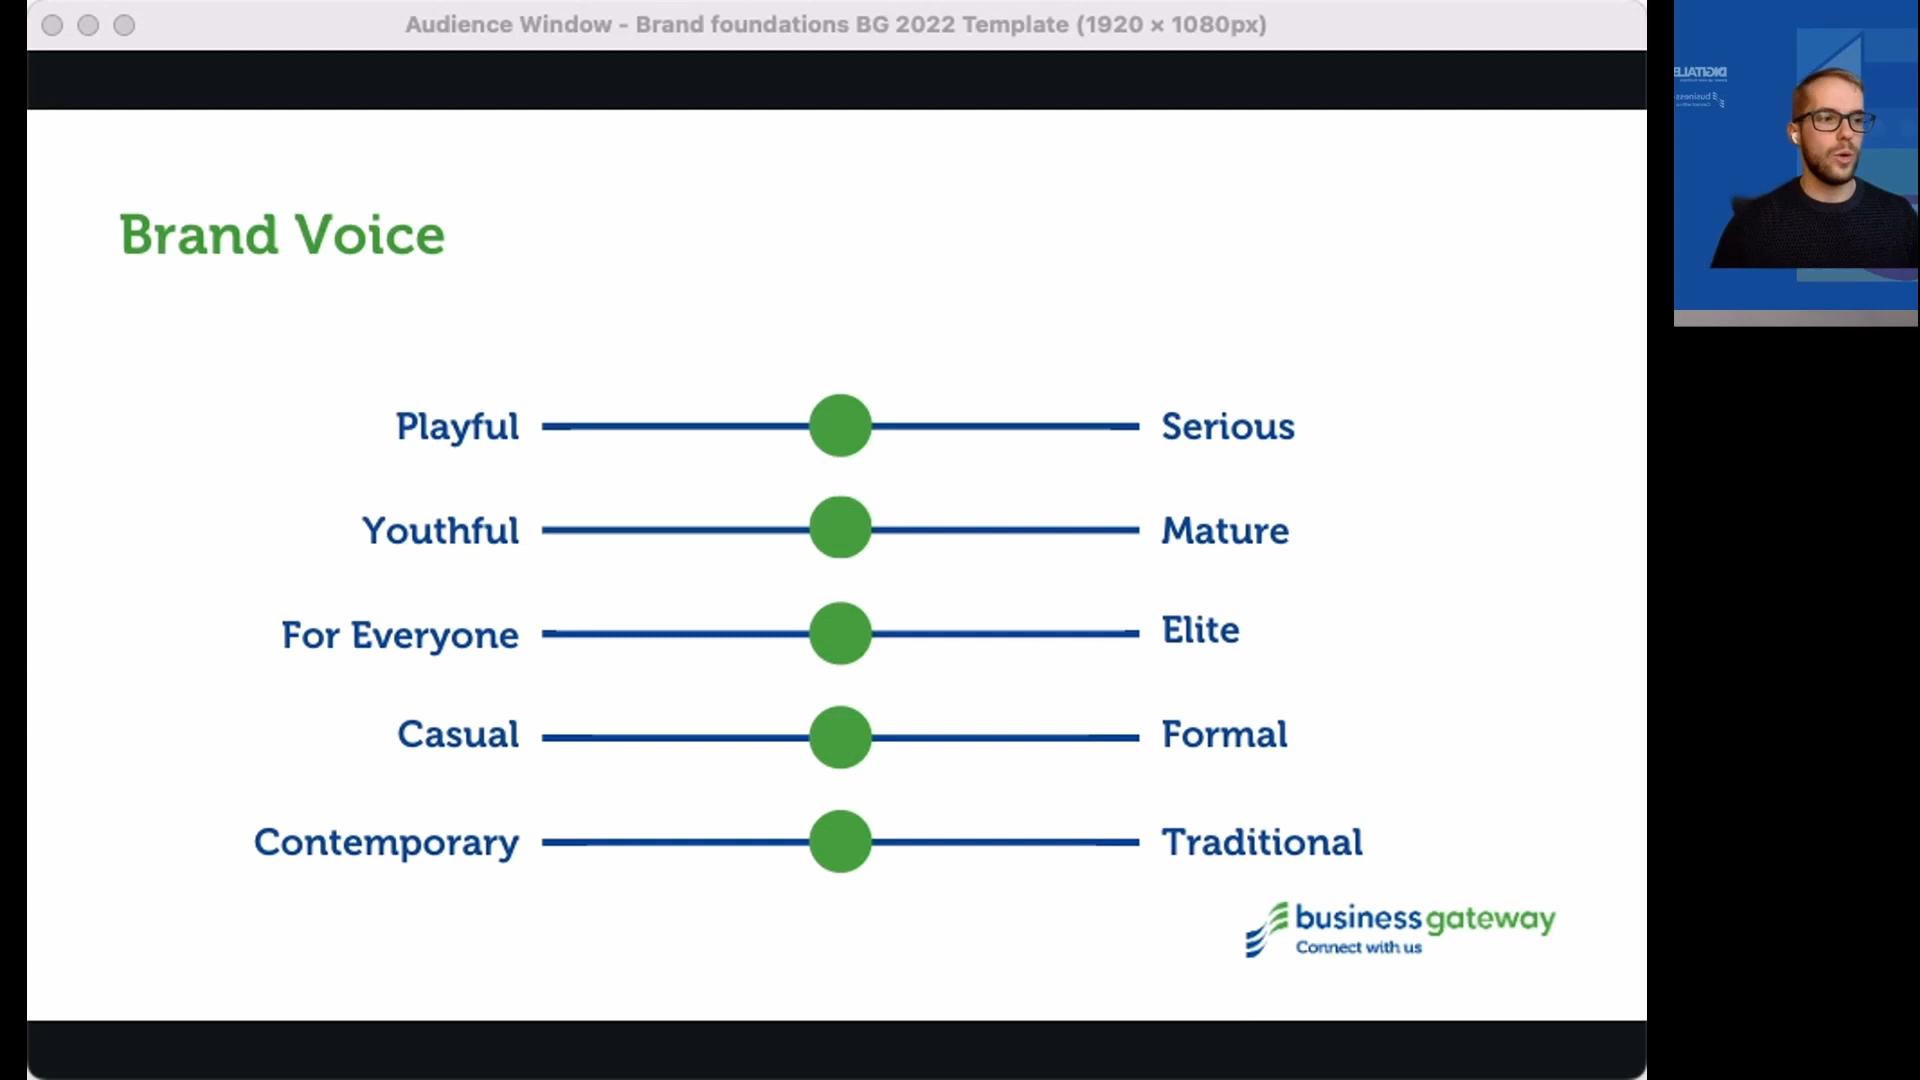 Audience Window - Brand foundations BG 2022 Template (1920 × 1080px)
Brand Voice
Playful Serious
Youthful Mature
For Everyone Elite
Casual Formal
Contemporary Traditional
businessgateway
Connect with us
business